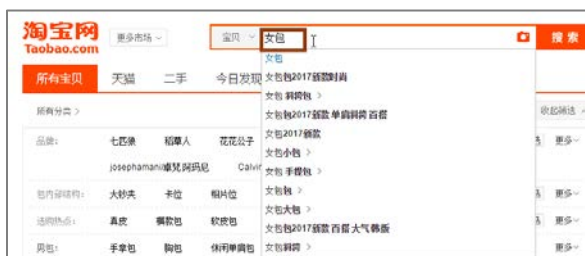 淘宝网
Taobao.com
更多市场
宝贝
女包
搜 索
女包
女包包2017新款时尚
女包 斜挎包 >
女包包2017新款 单肩斜挎 百搭
女包2017新款
女包小包 >
女包 手提包 >
女包包 >
女包大包 >
女包包2017新款 百搭 大气 韩版
女包斜挎 >
所有宝贝
天猫
二手
今日发现
所有分类 >
收起筛选
品牌:
七匹狼
稻草人
花花公子
更多
josephamanii/卓梵 阿玛尼
Calvin
包内部结构:
大钞夹
卡位
相片位
更多
选购热点:
真皮
软皮包
更多
男包:
手拿包
胸包
休闲单肩包
更多